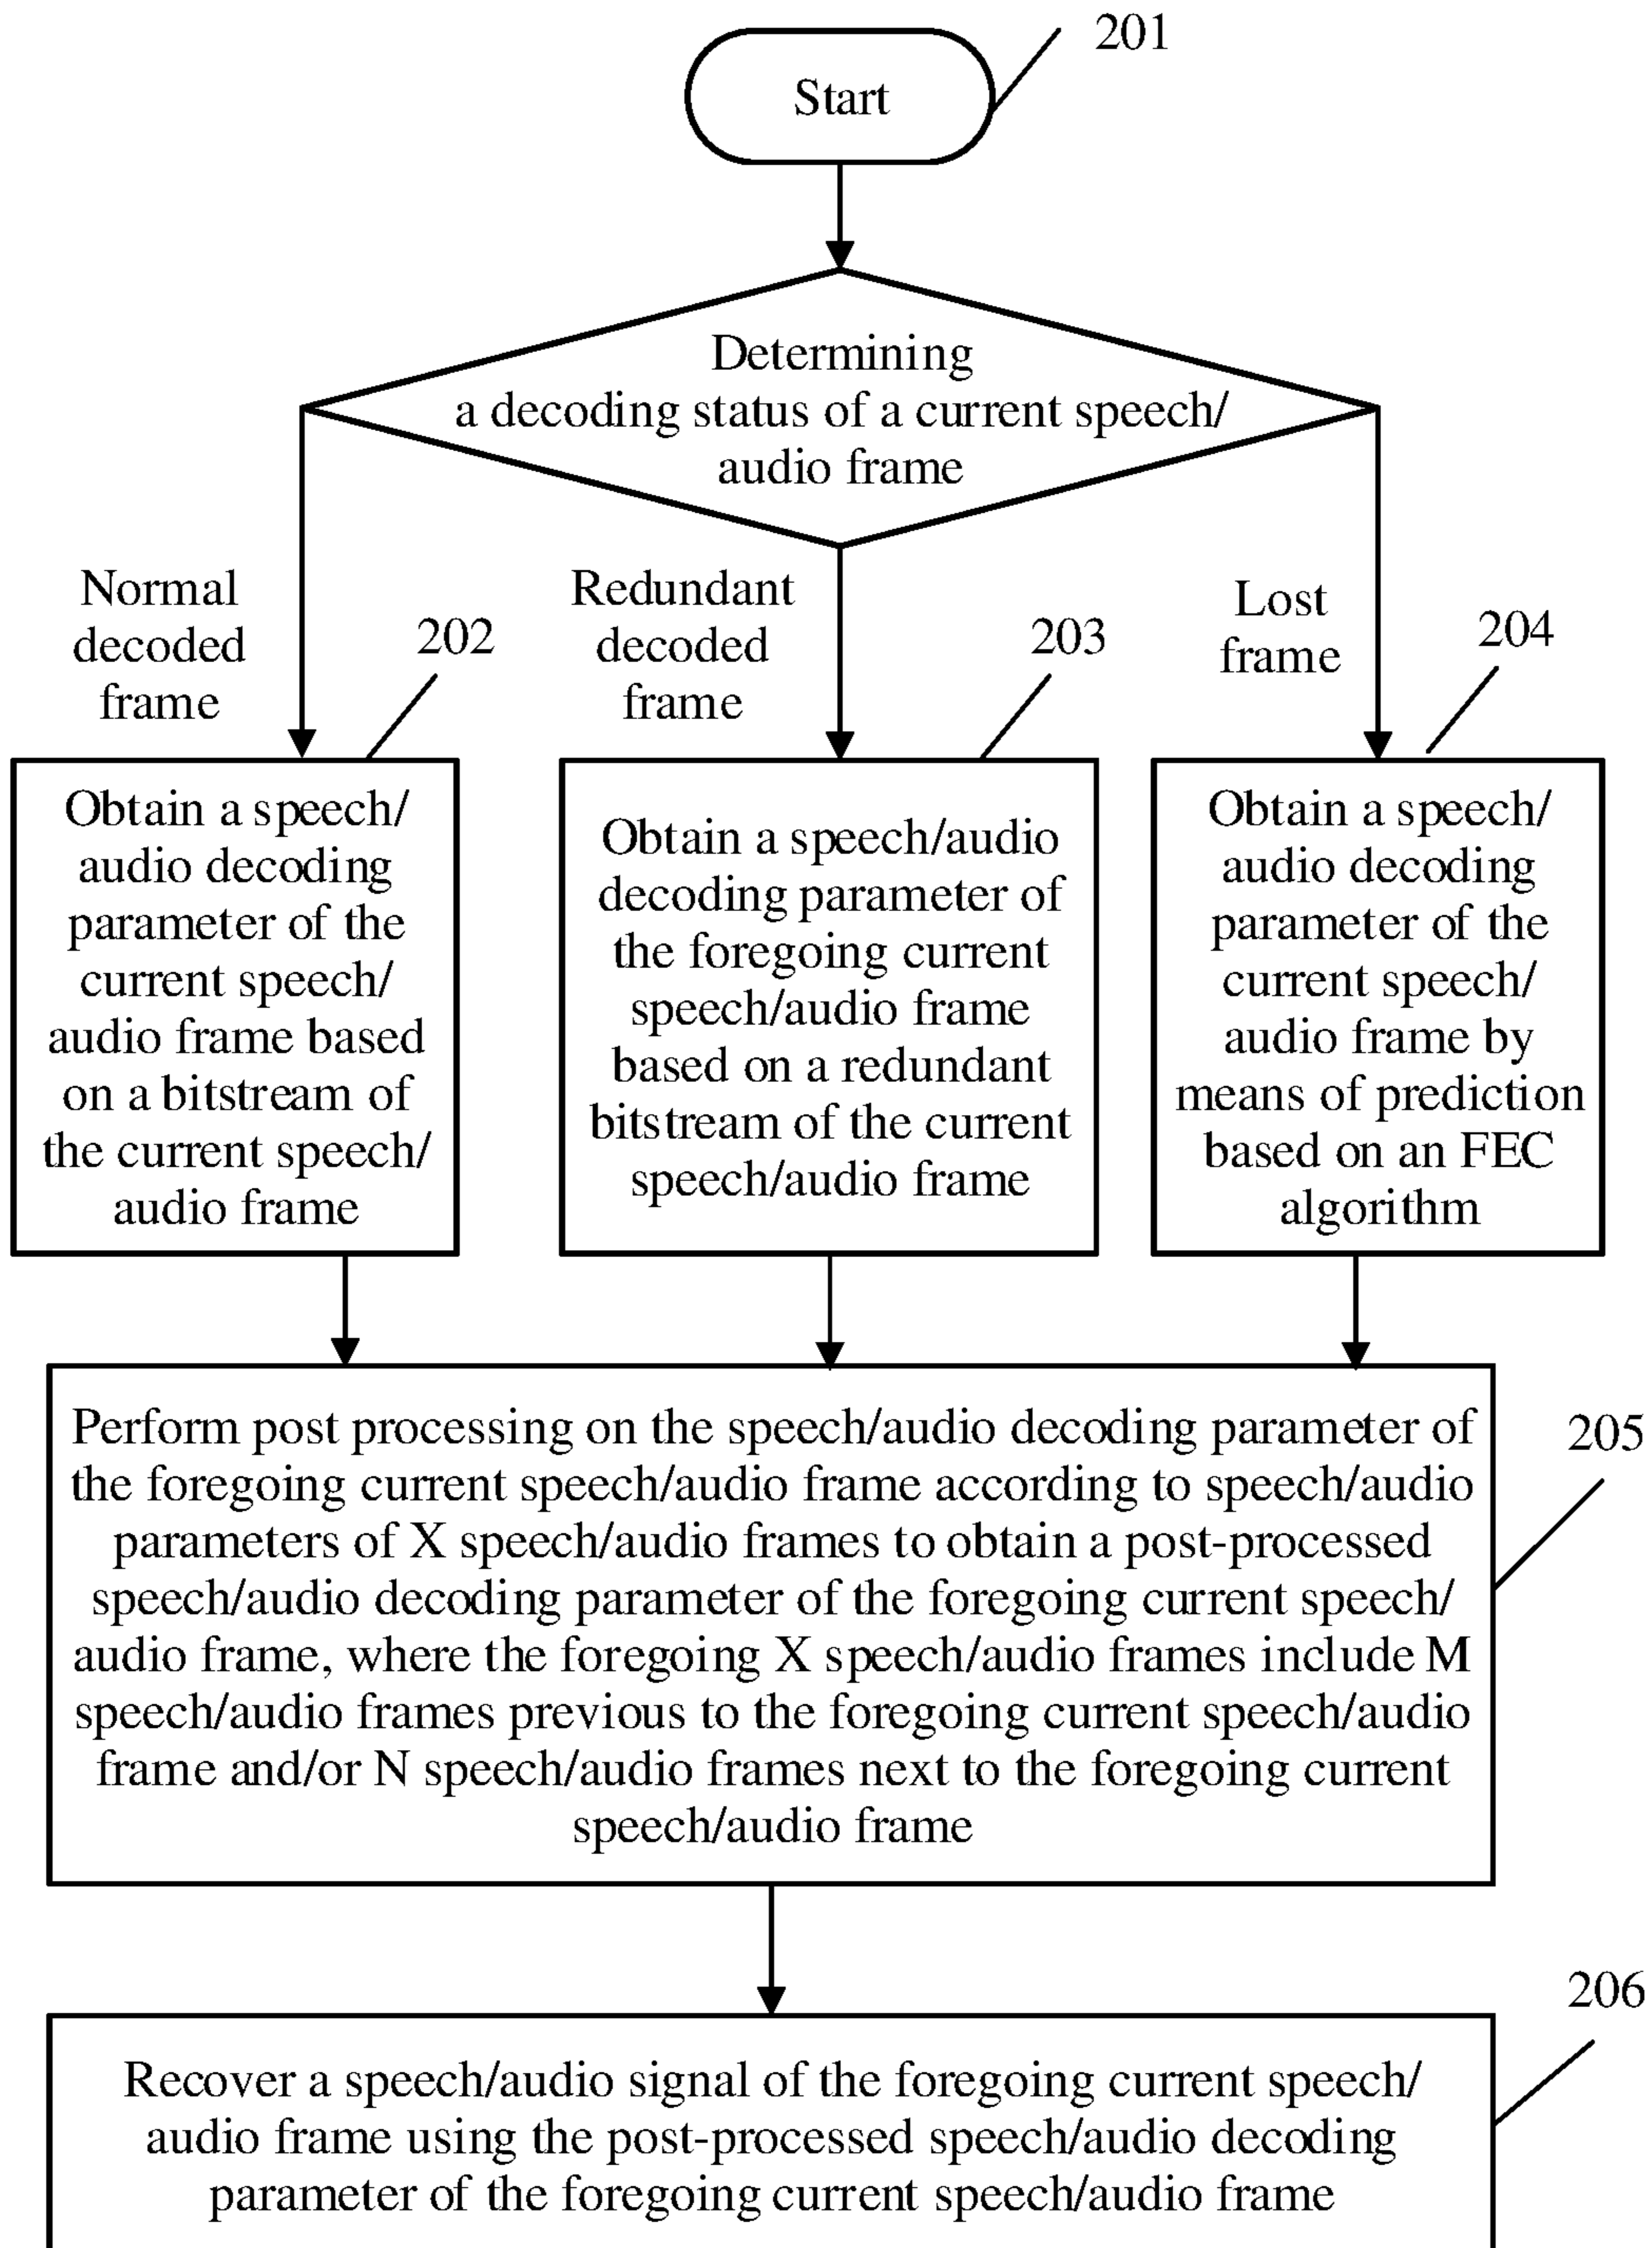 201
Start
Determining
a decoding status of a current speech/
audio frame
Normal
decoded
frame
202
Redundant
decoded
frame
203
Lost
frame
204
Obtain a speech/
audio decoding
parameter of the
current speech/
audio frame based
on a bitstream of
the current speech/
audio frame
Obtain a speech/audio
decoding parameter of
the foregoing current
speech/audio frame
based on a redundant
bitstream of the current
speech/audio frame
Obtain a speech/
audio decoding
parameter of the
current speech/
audio frame by
means of prediction
based on an FEC
algorithm
Perform post processing on the speech/audio decoding parameter of
the foregoing current speech/audio frame according to speech/audio
parameters of X speech/audio frames to obtain a post-processed
speech/audio decoding parameter of the foregoing current speech/
audio frame, where the foregoing X speech/audio frames include M
speech/audio frames previous to the foregoing current speech/audio
frame and/or N speech/audio frames next to the foregoing current
speech/audio frame
205
206
Recover a speech/audio signal of the foregoing current speech/
audio frame using the post-processed speech/audio decoding
parameter of the foregoing current speech/audio frame